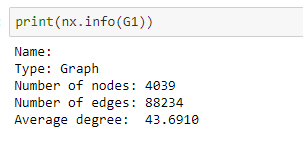 print(nx.info(G1))
Name:
Type: Graph
Number of nodes: 4039
Number of edges: 88234
Average degree:  43.6910